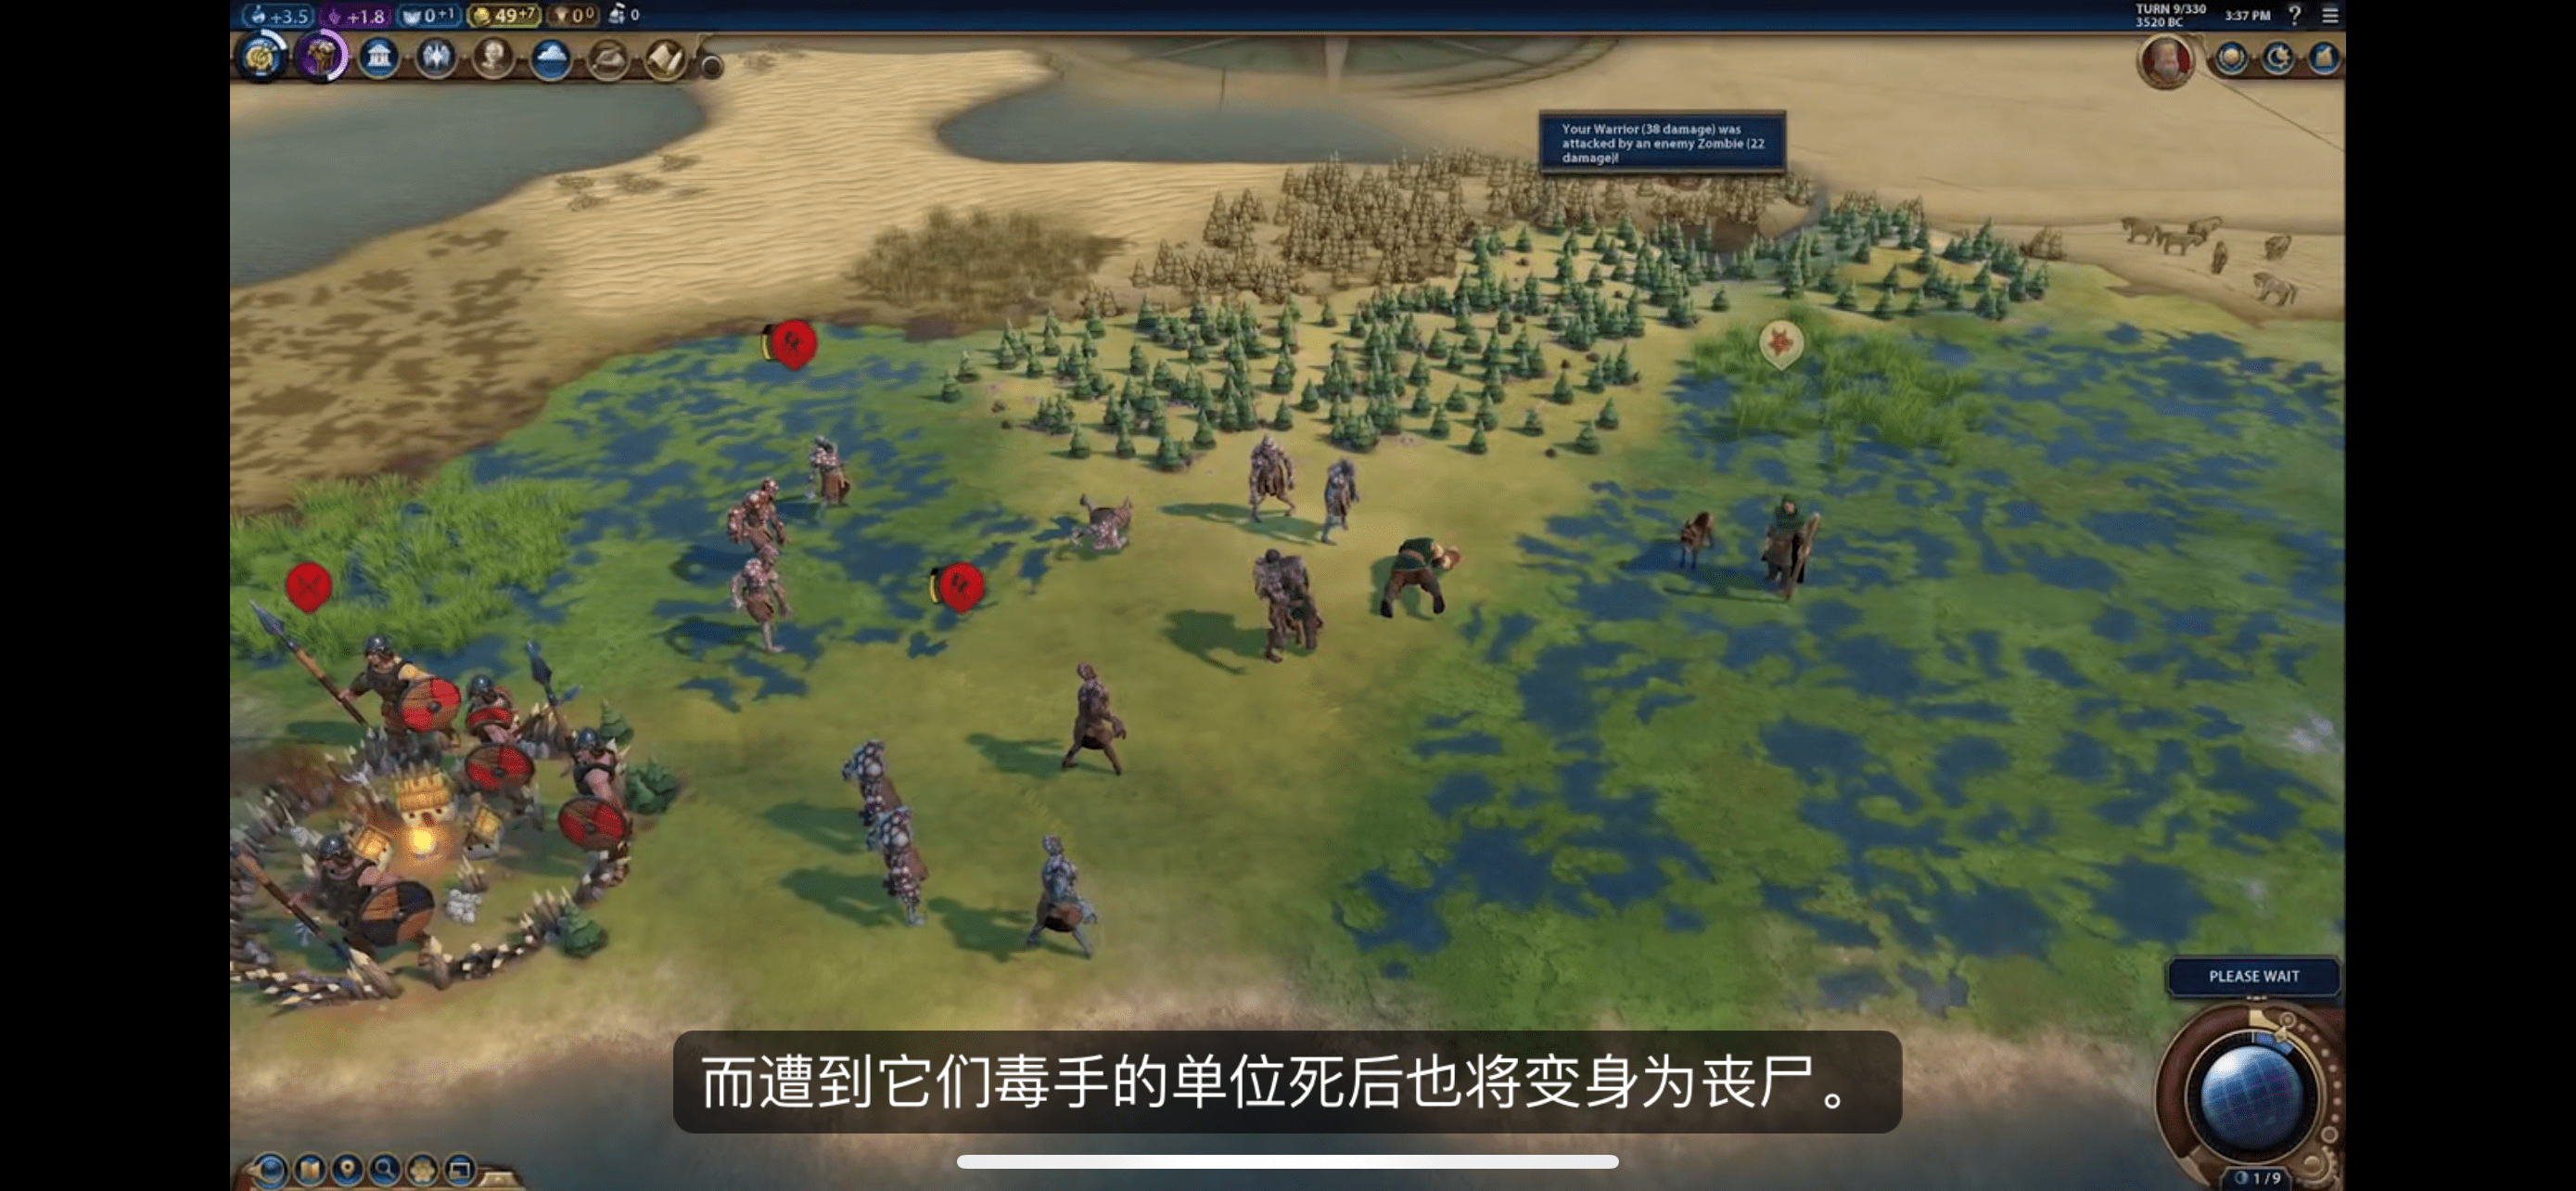 +3.5 +1.8 0 +1 49 +7 0 0 0
TURN 9/330
3520 BC
3:37 PM ?
Your Warrior (38 damage) was
attacked by an enemy Zombie (22
damage)!
PLEASE WAIT
而遭到它们毒手的单位死后也将变身为丧尸。
1/9